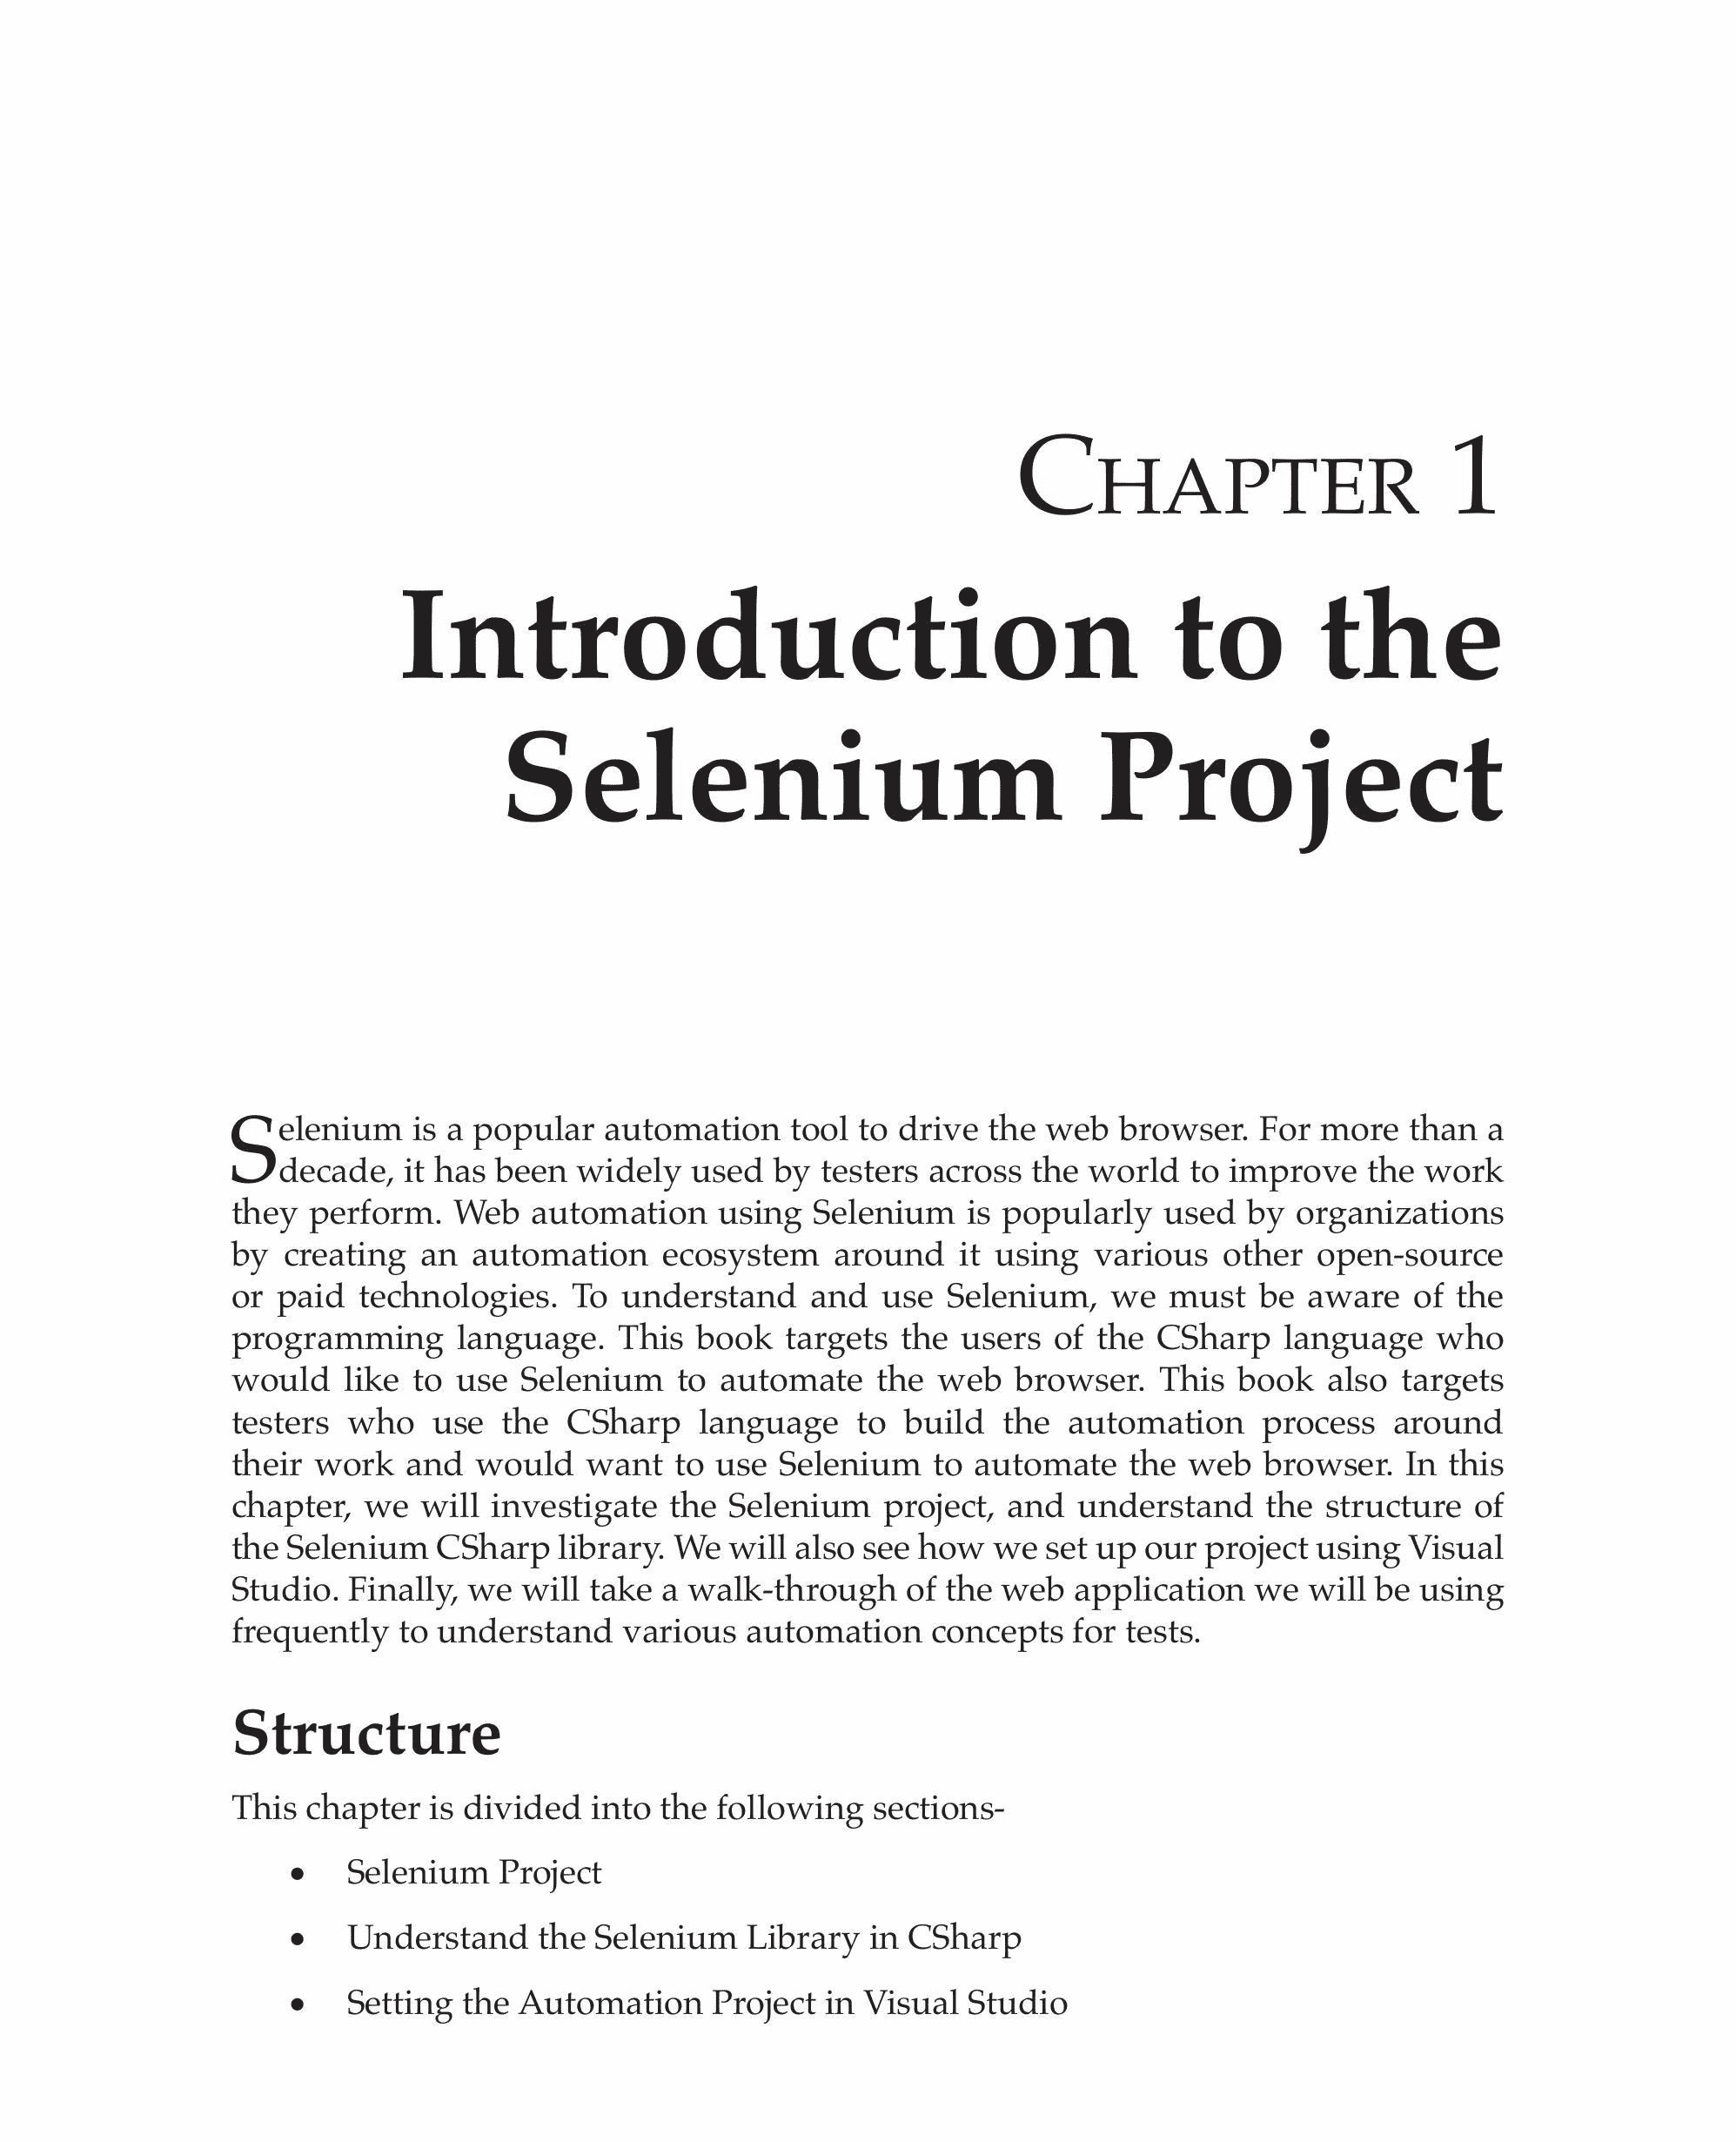 CHAPTER 1
Introduction to the
Selenium Project
Selenium is a popular automation tool to drive the web browser. For more than a
decade, it has been widely used by testers across the world to improve the work
they perform. Web automation using Selenium is popularly used by organizations
by creating an automation ecosystem around it using various other open-source
or paid technologies. To understand and use Selenium, we must be aware of the
programming language. This book targets the users of the CSharp language who
would like to use Selenium to automate the web browser. This book also targets
testers who use the CSharp language to build the automation process around
their work and would want to use Selenium to automate the web browser. In this
chapter, we will investigate the Selenium project, and understand the structure of
the Selenium CSharp library. We will also see how we set up our project using Visual
Studio. Finally, we will take a walk-through of the web application we will be using
frequently to understand various automation concepts for tests.
Structure
This chapter is divided into the following sections-
• Selenium Project
• Understand the Selenium Library in CSharp
• Setting the Automation Project in Visual Studio